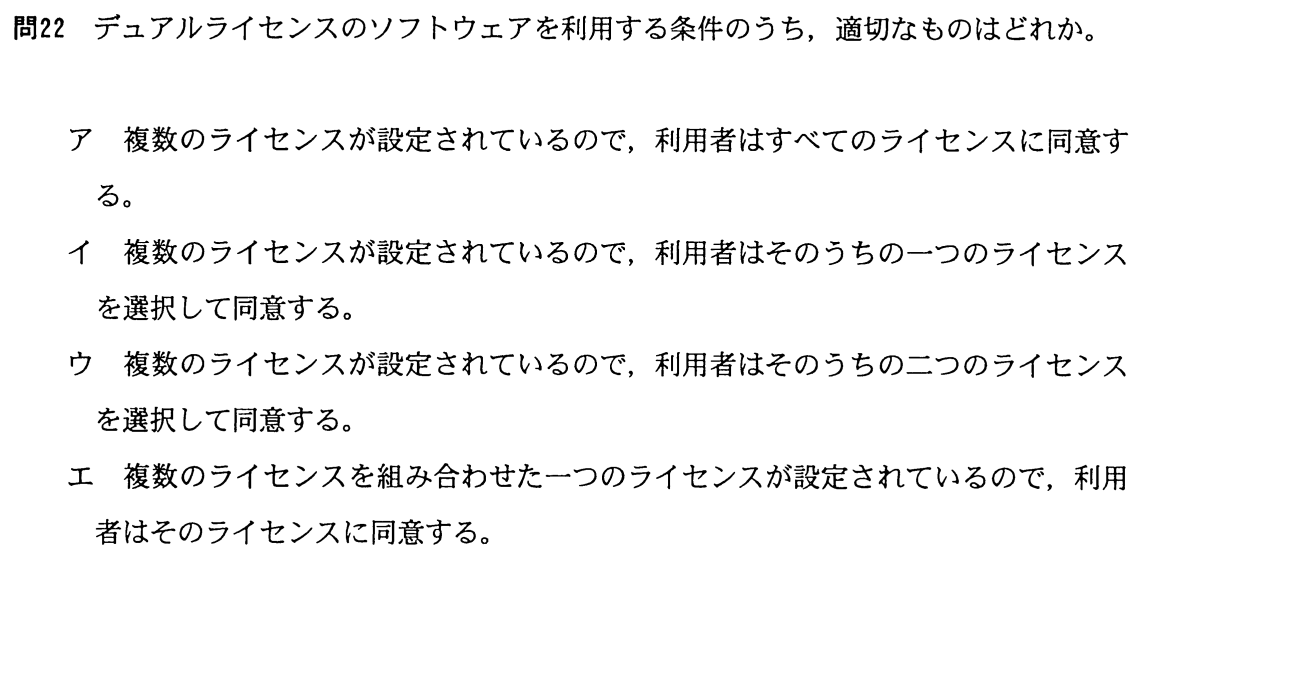 問22　デュアルライセンスのソフトウェアを利用する条件のうち，適切なものはどれか。
ア　複数のライセンスが設定されているので，利用者はすべてのライセンスに同意す
る。
イ　複数のライセンスが設定されているので，利用者はそのうちの一つのライセンス
を選択して同意する。
ウ　複数のライセンスが設定されているので，利用者はそのうちの二つのライセンス
を選択して同意する。
エ　複数のライセンスを組み合わせた一つのライセンスが設定されているので，利用
者はそのライセンスに同意する。